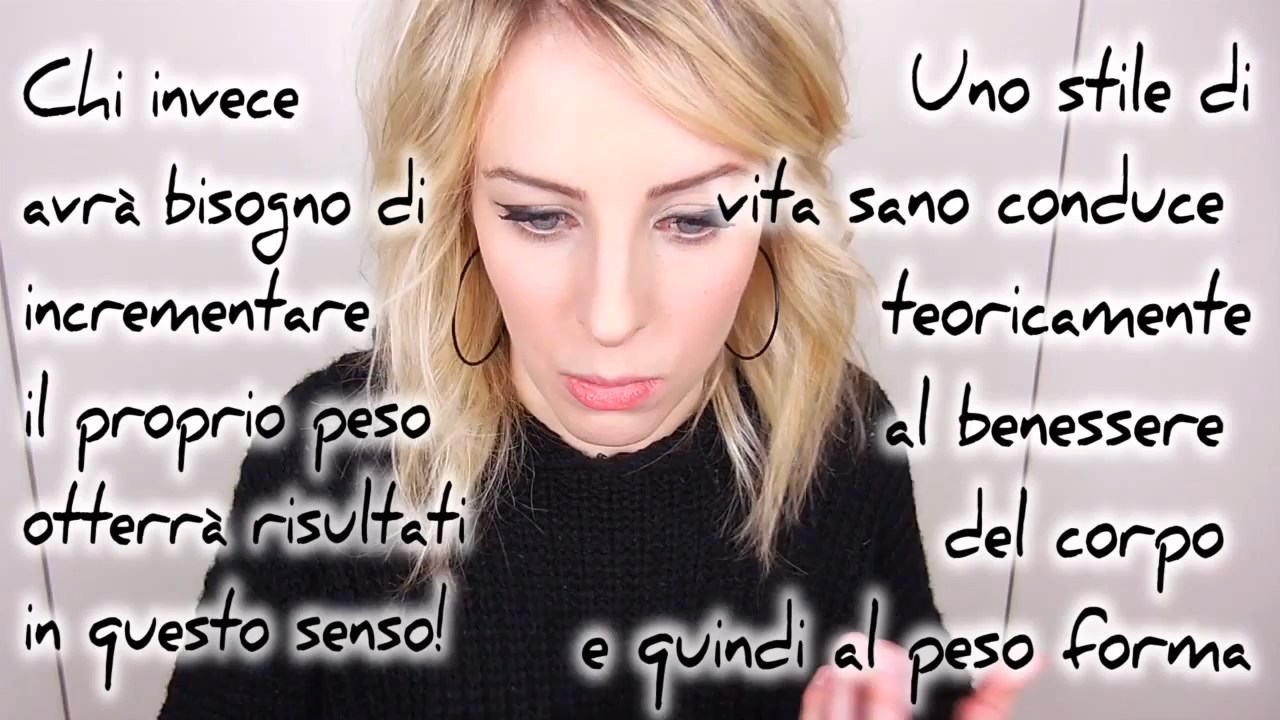 Chi invece
avrà bisogno di
incrementare
il proprio peso
otterrà risultati
in questo senso!
Uno stile di
vita sano conduce
teoricamente
al benessere
del corpo
e quindi al peso forma